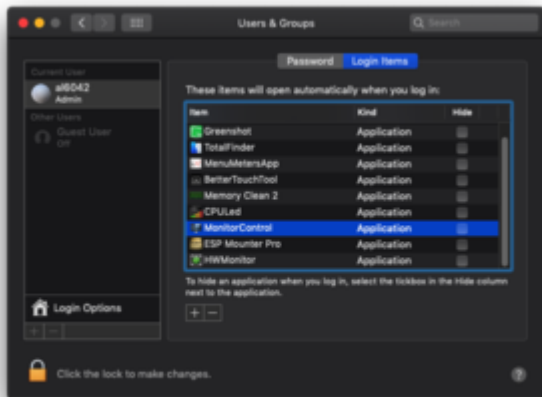 Users & Groups
Search
Password Login Items
Current User
al6042
Admin
Other Users
Guest User
Off
Login Options
These items will open automatically when you log in:
Item Kind Hide
Greenshot Application
TotalFinder Application
MenuMetersApp Application
BetterTouchTool Application
Memory Clean 2 Application
CPULed Application
MonitorControl Application
ESP Mounter Pro Application
HWMonitor Application
To hide an application when you log in, select the tickbox in the Hide column
next to the application.
+ −
+ −
Click the lock to make changes.
?